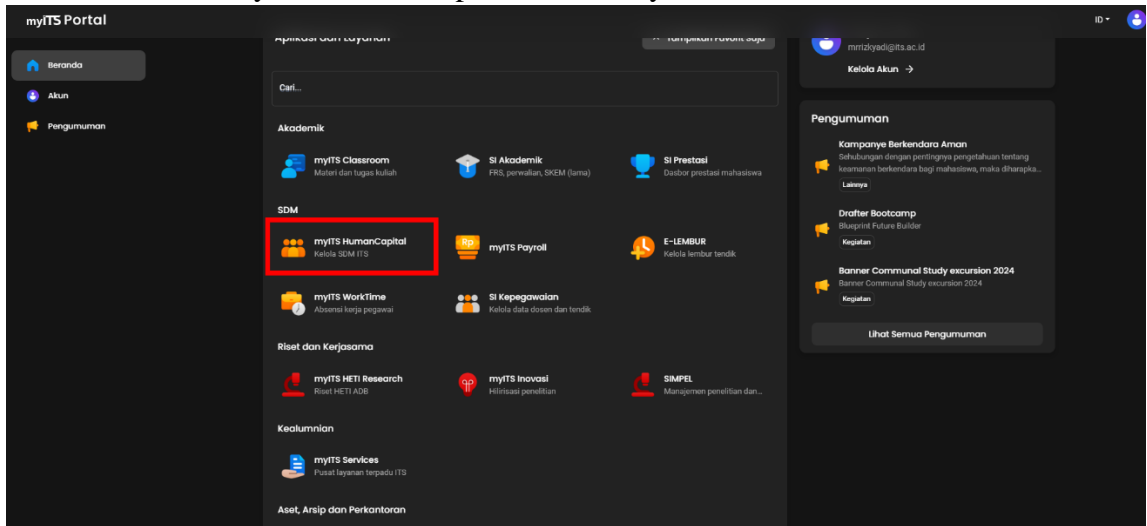 myITS Portal
ID
Beranda
Akun
Pengumuman
Aplikasi dan Layanan
Tampilkan Favorit Saja
Cari...
Akademik
myITS Classroom
Materi dan tugas kuliah
SI Akademik
FRS, perwalian, SKEM (lama)
SI Prestasi
Dasbor prestasi mahasiswa
SDM
myITS HumanCapital
Kelola SDM ITS
Rp
myITS Payroll
E-LEMBUR
Kelola lembur tendik
myITS WorkTime
Absensi kerja pegawai
SI Kepegawaian
Kelola data dosen dan tendik
Riset dan Kerjasama
myITS HETI Research
Riset HETI ADB
myITS Inovasi
Hilirisasi penelitian
SIMPEL
Manajemen penelitian dan...
Kealumnian
myITS Services
Pusat layanan terpadu ITS
Aset, Arsip dan Perkantoran
mrrizkyadi@its.ac.id
Kelola Akun →
Pengumuman
Kampanye Berkendara Aman
Sehubungan dengan pentingnya pengetahuan tentang
keamanan berkendara bagi mahasiswa, maka diharapka...
Lainnya
Drafter Bootcamp
Blueprint Future Builder
Kegiatan
Banner Communal Study excursion 2024
Banner Communal Study excursion 2024
Kegiatan
Lihat Semua Pengumuman